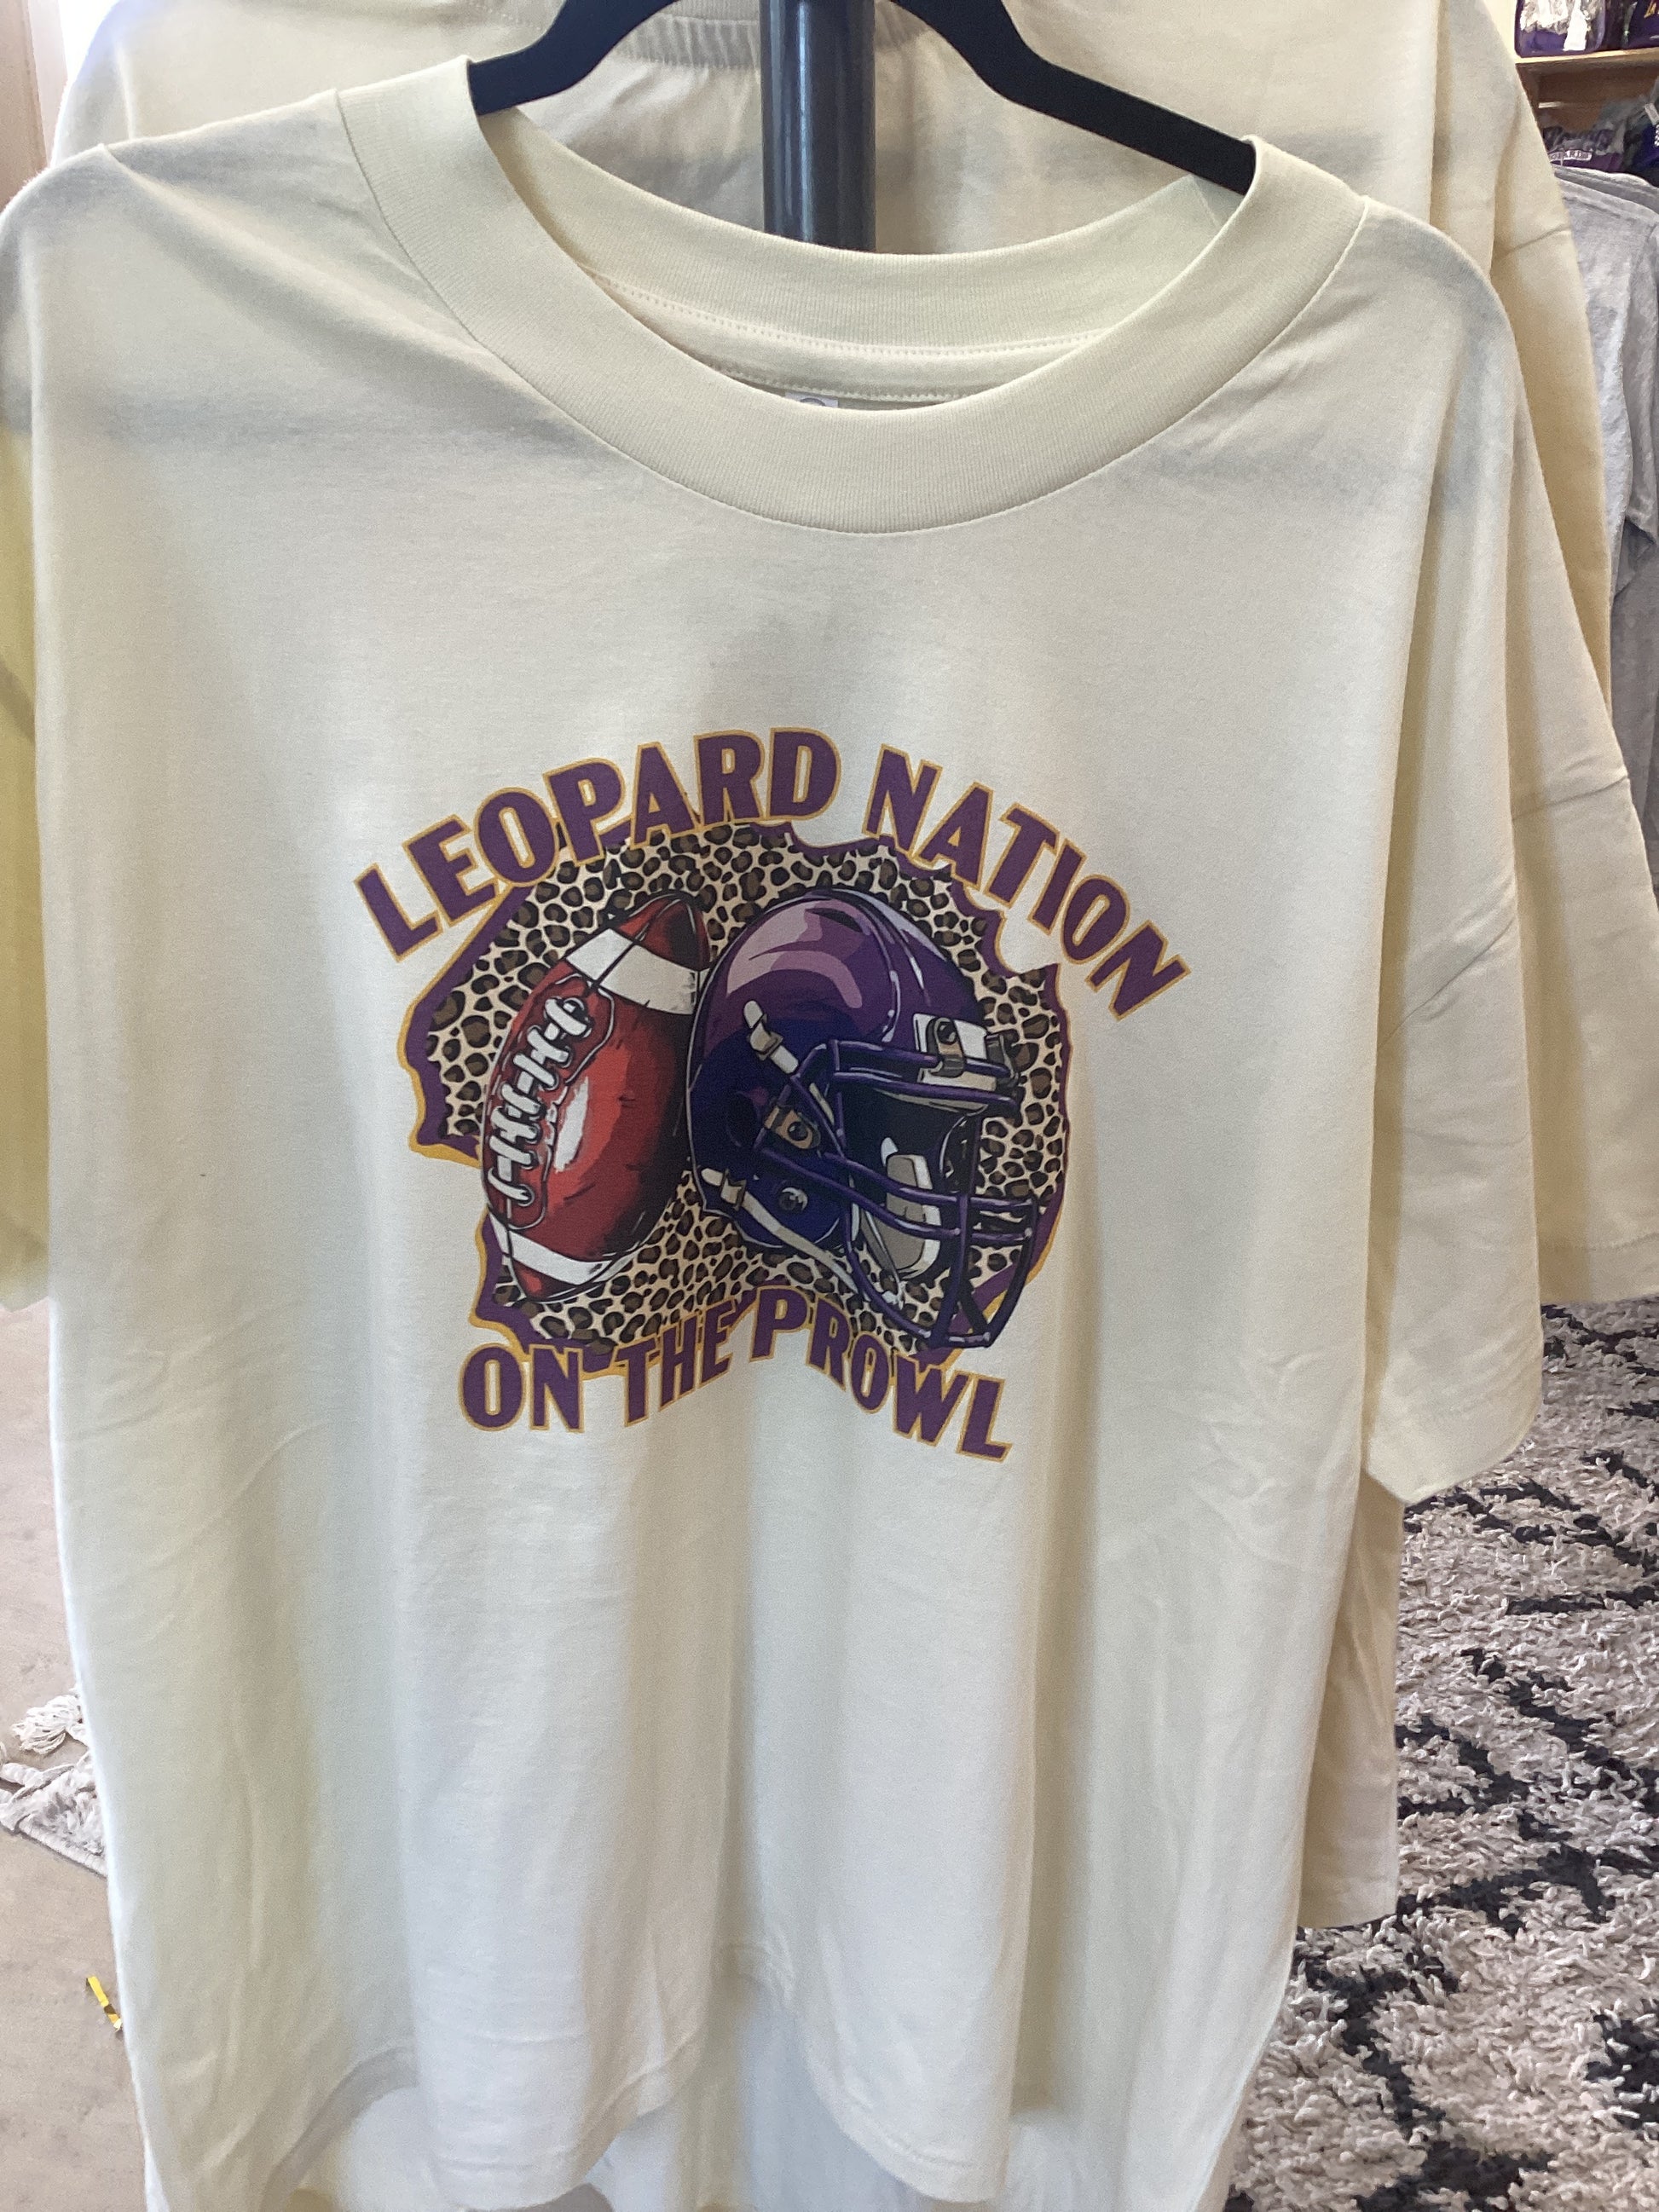 LEOPARD NATION
ON THE PROWL